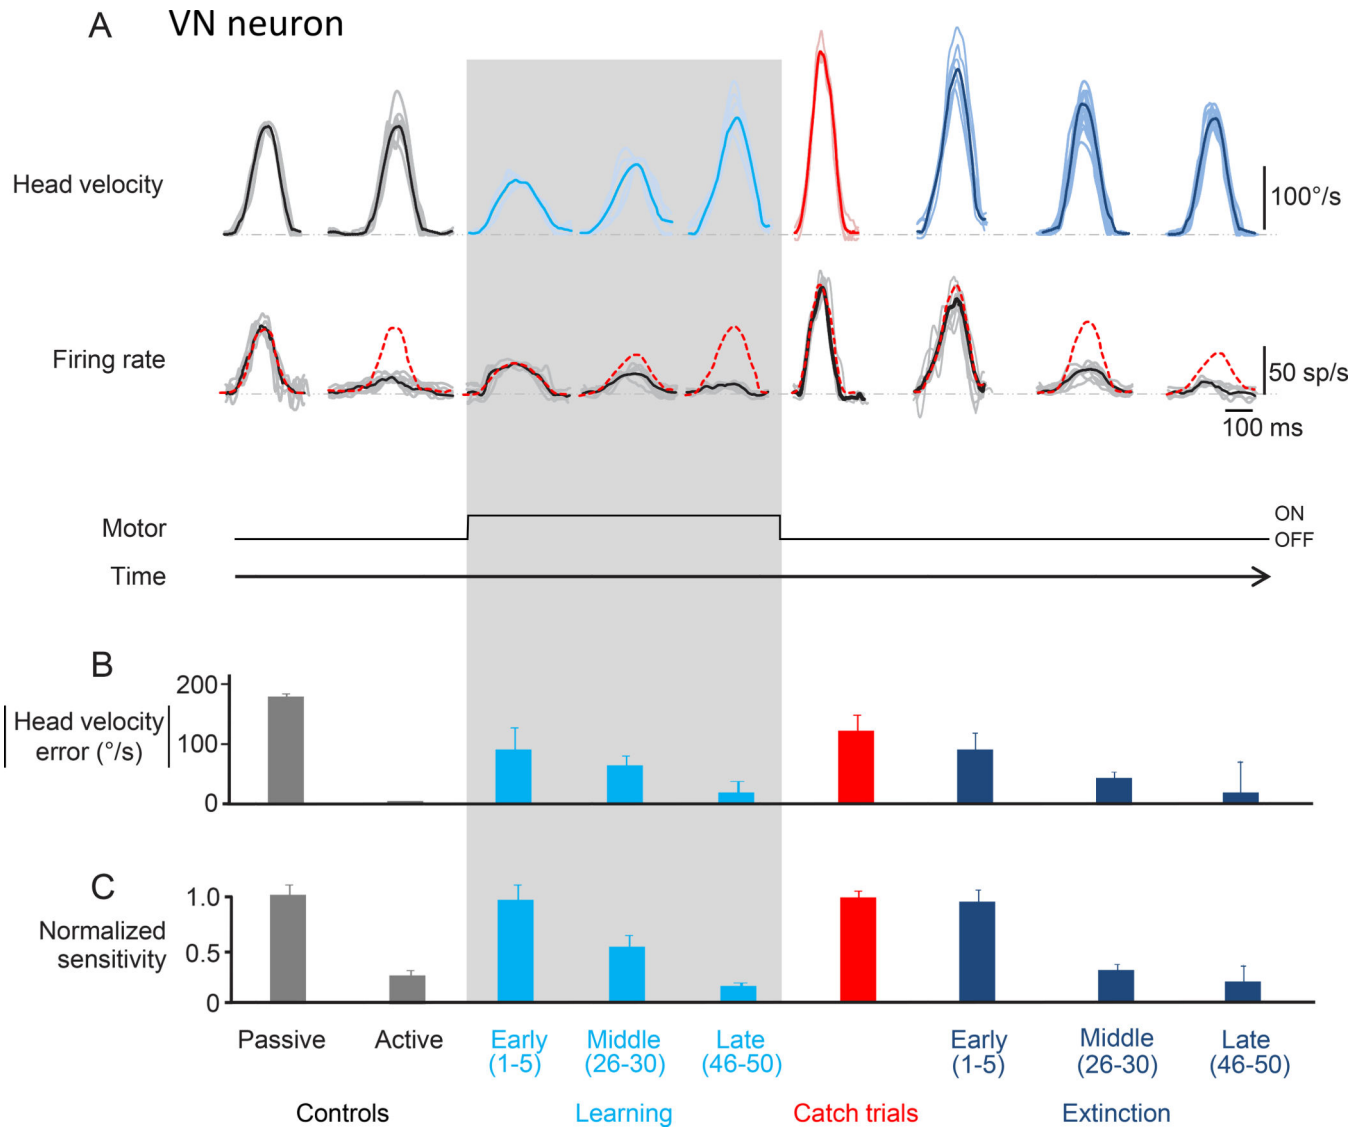 A VN neuron
Head velocity
100°/s
Firing rate
50 sp/s
100 ms
Motor
ON
OFF
Time
B
200
100
0
Head velocity
error (°/s)
C
1.0
0.5
0
Normalized
sensitivity
Passive Active Early Middle Late Early Middle Late
(1-5) (26-30) (46-50) (1-5) (26-30) (46-50)
Controls Learning Catch trials Extinction